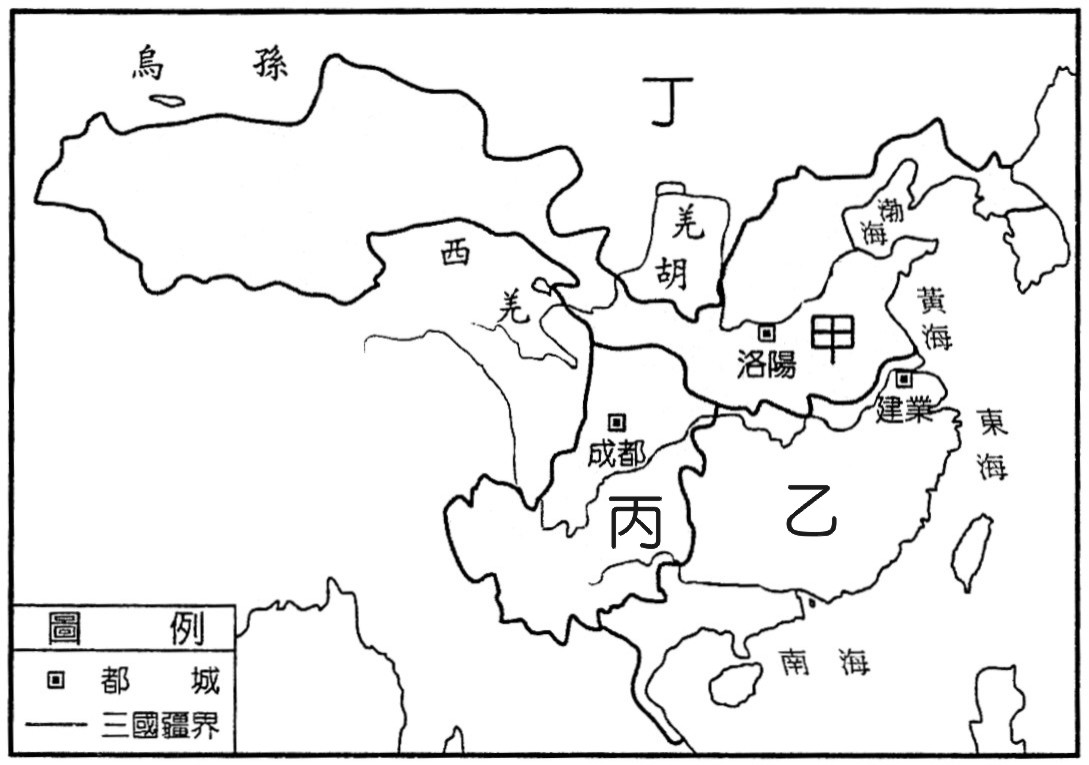 烏孫
丁
渤海
羌胡
西羌
黃海
甲
洛陽
建業
成都
東海
丙
乙
南海
圖例
都城
三國疆界